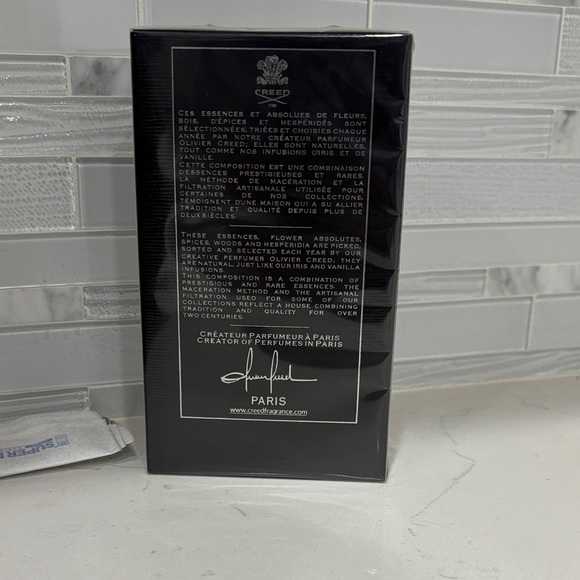 CREED
1760
CES ESSENCES ET ABSOLUES DE FLEURS,
BOIS, D'ÉPICES ET HESPÉRIDÉS SONT
SÉLECTIONNÉES, TRIÉES ET CHOISIES CHAQUE
ANNÉE PAR NOTRE CRÉATEUR PARFUMEUR
OLIVIER CREED; ELLES SONT NATURELLES,
TOUT COMME NOS INFUSIONS D'IRIS ET DE
VANILLE.
CETTE COMPOSITION EST UNE COMBINAISON
D'ESSENCES PRESTIGIEUSES ET RARES.
LA MÉTHODE DE MACÉRATION ET LA
FILTRATION ARTISANALE UTILISÉE POUR
CERTAINES DE NOS COLLECTIONS,
TÉMOIGNENT D'UNE MAISON QUI A SU ALLIER
TRADITION ET QUALITÉ DEPUIS PLUS DE
DEUX SIÈCLES.
THESE ESSENCES, FLOWER ABSOLUTES,
SPICES, WOODS AND HESPERIDIA ARE PICKED,
SORTED AND SELECTED EACH YEAR BY OUR
CREATIVE PERFUMER OLIVIER CREED; THEY
ARE NATURAL, JUST LIKE OUR IRIS AND VANILLA
INFUSIONS.
THIS COMPOSITION IS A COMBINATION OF
PRESTIGIOUS AND RARE ESSENCES. THE
MACERATION METHOD AND THE ARTISANAL
FILTRATION USED FOR SOME OF OUR
COLLECTIONS REFLECT A HOUSE COMBINING
TRADITION AND QUALITY FOR OVER
TWO CENTURIES.
CRÉATEUR PARFUMEUR À PARIS
CREATOR OF PERFUMES IN PARIS
PARIS
www.creedfragrance.com
SUPER